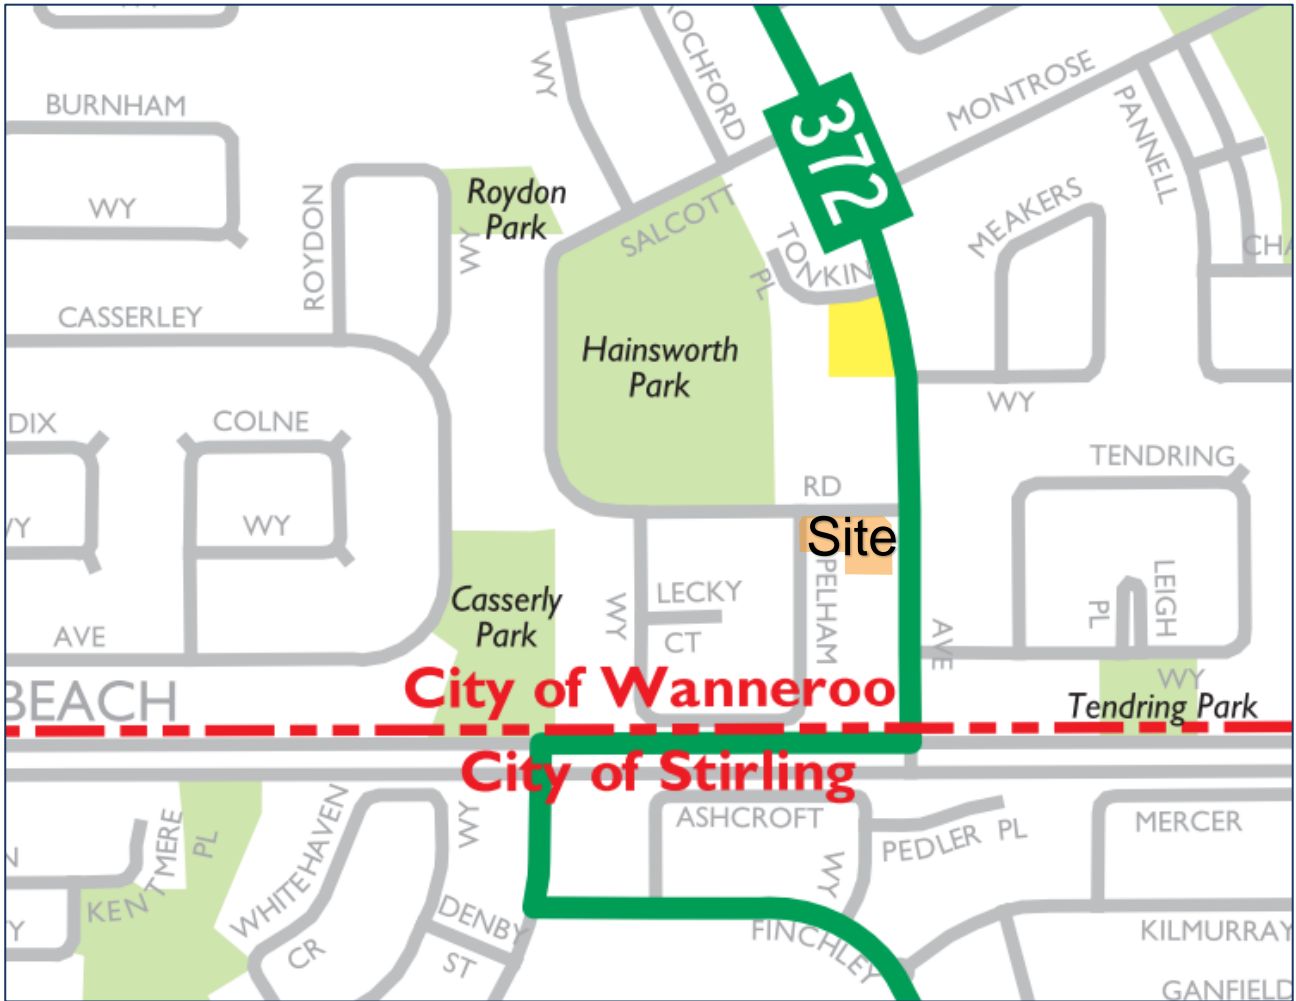 WY
ROCHFORD
372
MONTROSE
PANNELL
BURNHAM
WY
ROYDON
Roydon
Park
WY
SALCOTT
TONKIN
PL
MEAKERS
CHA
CASSERLEY
Hainsworth
Park
WY
DIX
COLNE
WY
WY
RD
TENDRING
Site
PELHAM
LECKY
CT
WY
Casserly
Park
AVE
AVE
PL
LEIGH
WY
Tendring Park
BEACH
City of Wanneroo
City of Stirling
KENTMERE
PL
WHITEHAVEN
CR
WY
DENBY
ST
ASHCROFT
WY
PEDLER PL
MERCER
FINCHLEY
KILMURRAY
GANFIELD
N
Y